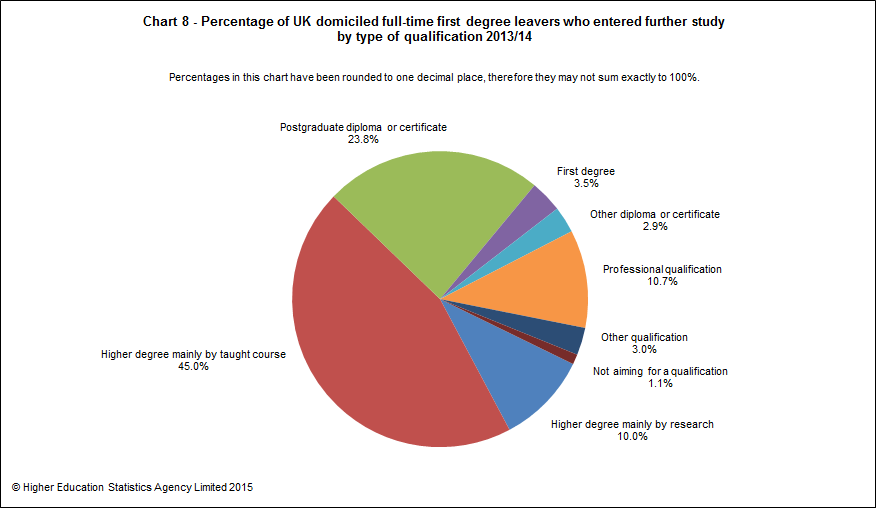 Chart 8 - Percentage of UK domiciled full-time first degree leavers who entered further study
by type of qualification 2013/14
Percentages in this chart have been rounded to one decimal place, therefore they may not sum exactly to 100%.
Postgraduate diploma or certificate
23.8%
First degree
3.5%
Other diploma or certificate
2.9%
Professional qualification
10.7%
Other qualification
3.0%
Higher degree mainly by taught course
45.0%
Not aiming for a qualification
1.1%
Higher degree mainly by research
10.0%
© Higher Education Statistics Agency Limited 2015